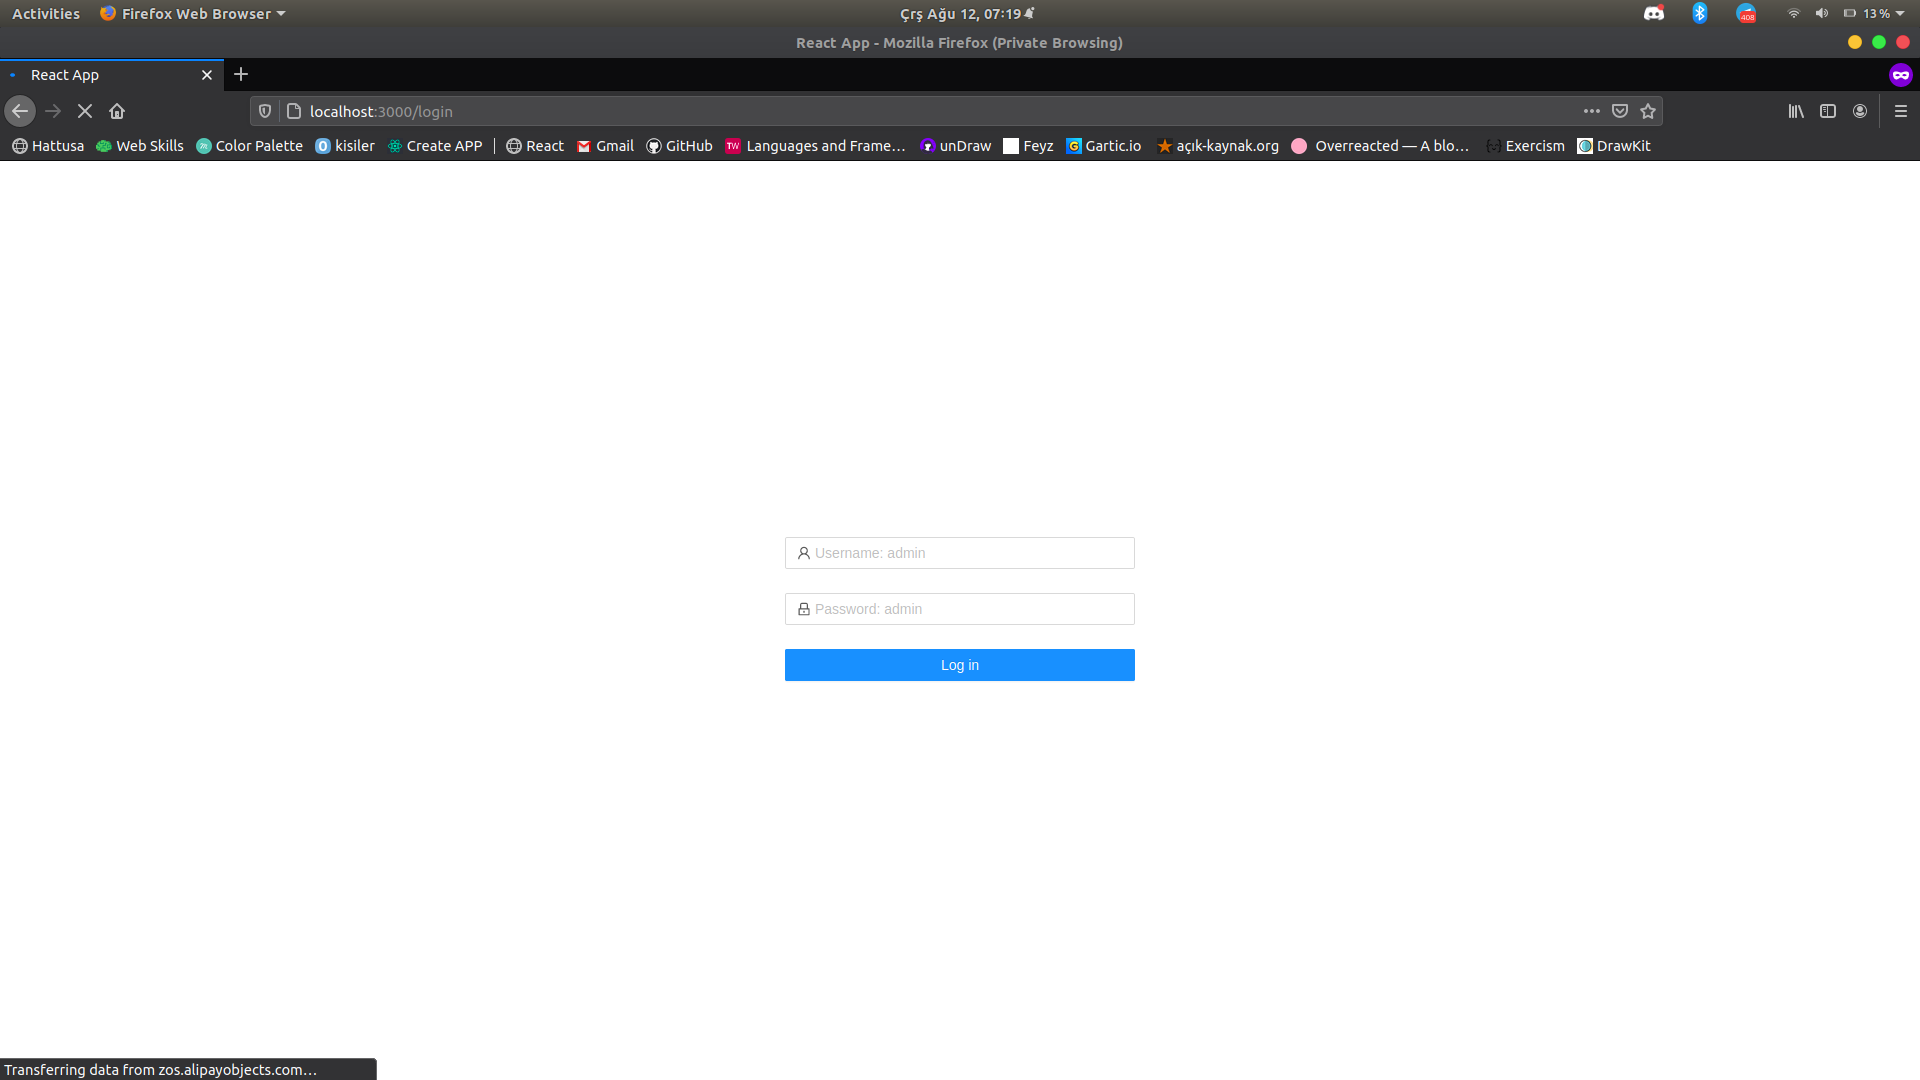 Activities Firefox Web Browser Çrş Ağu 12, 07:19 408 13 %
React App - Mozilla Firefox (Private Browsing)
React App
localhost:3000/login
Hattusa Web Skills Color Palette kisiler Create APP React Gmail GitHub TW Languages and Frame… unDraw Feyz G Gartic.io açık-kaynak.org Overreacted — A blo… Exercism DrawKit
Username: admin
Password: admin
Log in
Transferring data from zos.alipayobjects.com…